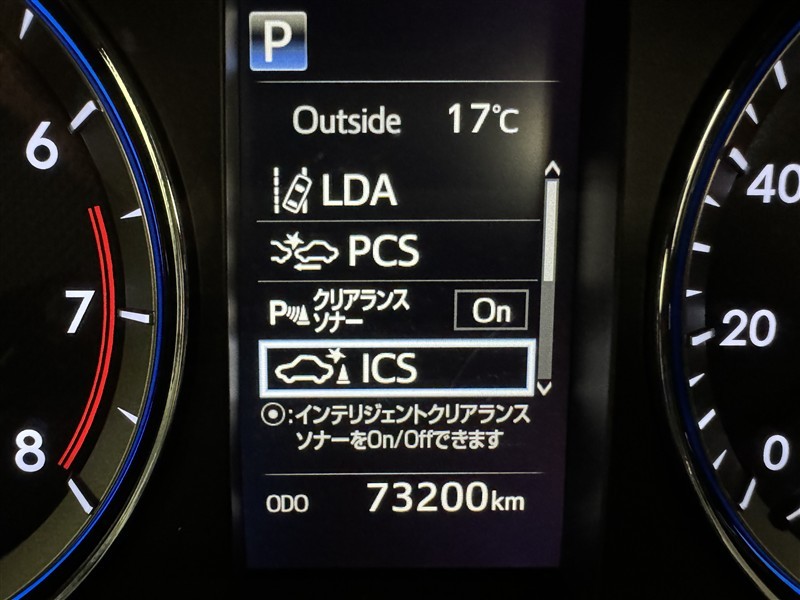 P
Outside 17℃
LDA
PCS
P クリアランス
ソナー On
ICS
:インテリジェントクリアランス
ソナーをOn/Offできます
ODO 73200km
6
7
8
40
20
0